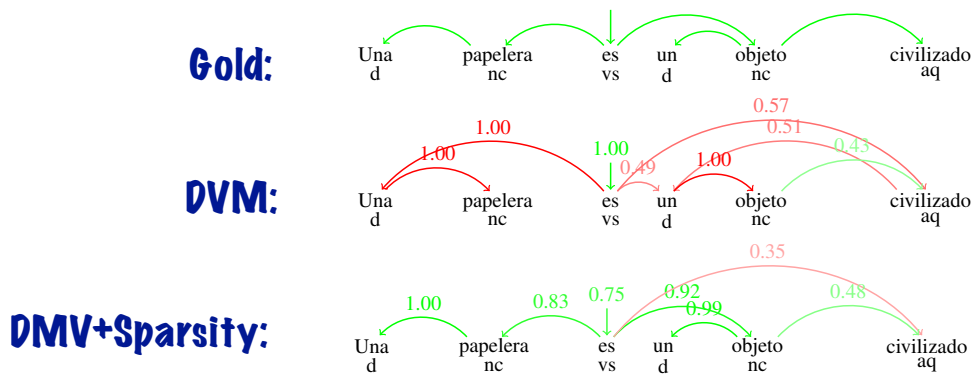 Gold:
Una papelera es un objeto civilizado
d nc vs d nc aq
0.57
1.00 0.51
1.00 1.00 0.49 1.00 0.43
DVM:
Una papelera es un objeto civilizado
d nc vs d nc aq
0.35
1.00 0.83 0.75 0.92 0.48
0.99
DMV+Sparsity:
Una papelera es un objeto civilizado
d nc vs d nc aq